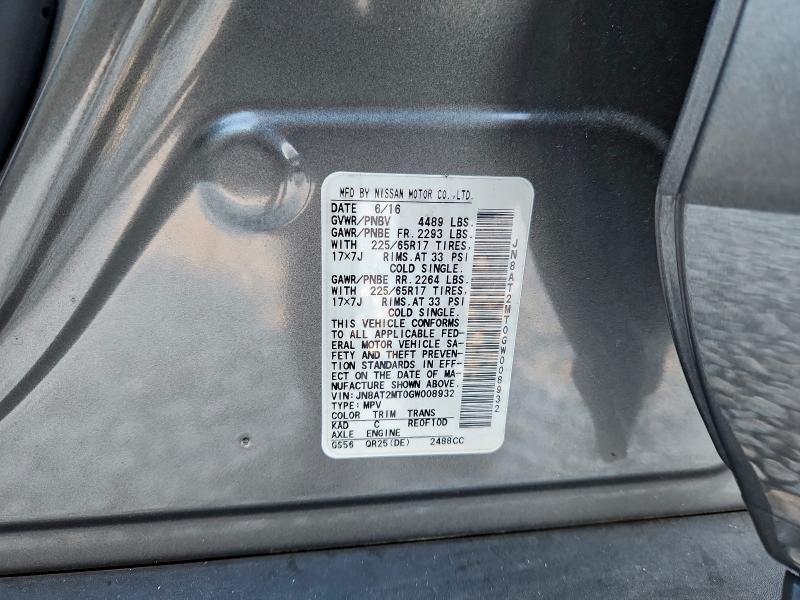 MFD BY NISSAN MOTOR CO.,LTD.
DATE 6/16
GVWR/PNBV 4489 LBS.
GAWR/PNBE FR. 2293 LBS.
WITH 225/65R17 TIRES,
17×7J RIMS.AT 33 PSI
COLD SINGLE.
GAWR/PNBE RR. 2264 LBS.
WITH 225/65R17 TIRES,
17×7J RIMS.AT 33 PSI
COLD SINGLE.
THIS VEHICLE CONFORMS
TO ALL APPLICABLE FED-
ERAL MOTOR VEHICLE SA-
FETY AND THEFT PREVEN-
TION STANDARDS IN EFF-
ECT ON THE DATE OF MA-
NUFACTURE SHOWN ABOVE.
VIN:JN8AT2MT0GW008932
TYPE:MPV
COLOR TRIM TRANS
KAD C RE0F10D
AXLE ENGINE
GS56 QR25(DE) 2488CC
JN8AT2MT0GW008932